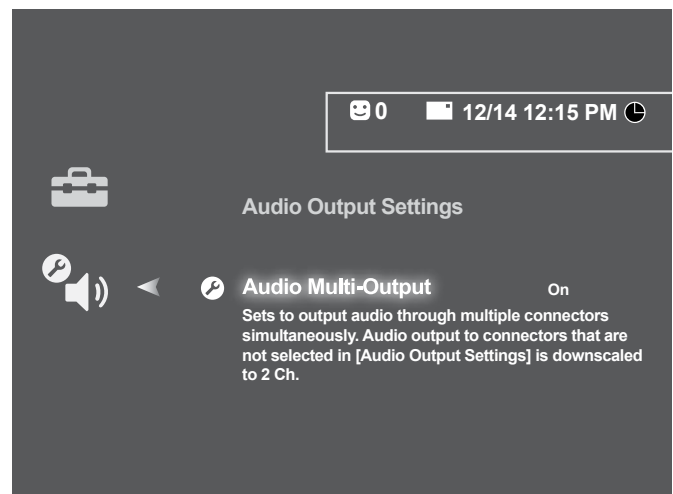 0 12/14 12:15 PM
Audio Output Settings
Audio Multi-Output On
Sets to output audio through multiple connectors
simultaneously. Audio output to connectors that are
not selected in [Audio Output Settings] is downscaled
to 2 Ch.